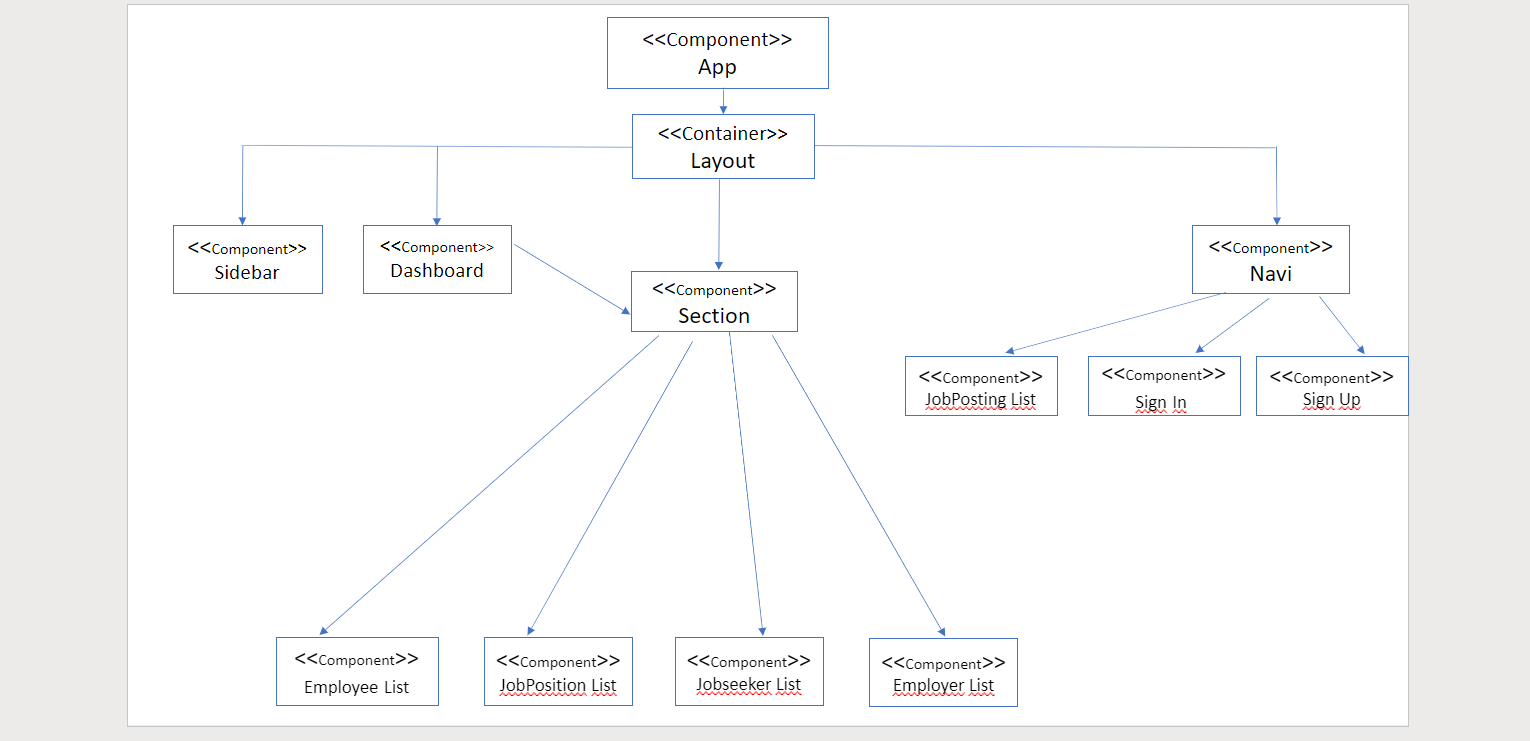 <<Component>>
App
<<Container>>
Layout
<<Component>>
Sidebar
<<Component>>
Dashboard
<<Component>>
Section
<<Component>>
Navi
<<Component>>
JobPosting List
<<Component>>
Sign In
<<Component>>
Sign Up
<<Component>>
Employee List
<<Component>>
JobPosition List
<<Component>>
Jobseeker List
<<Component>>
Employer List